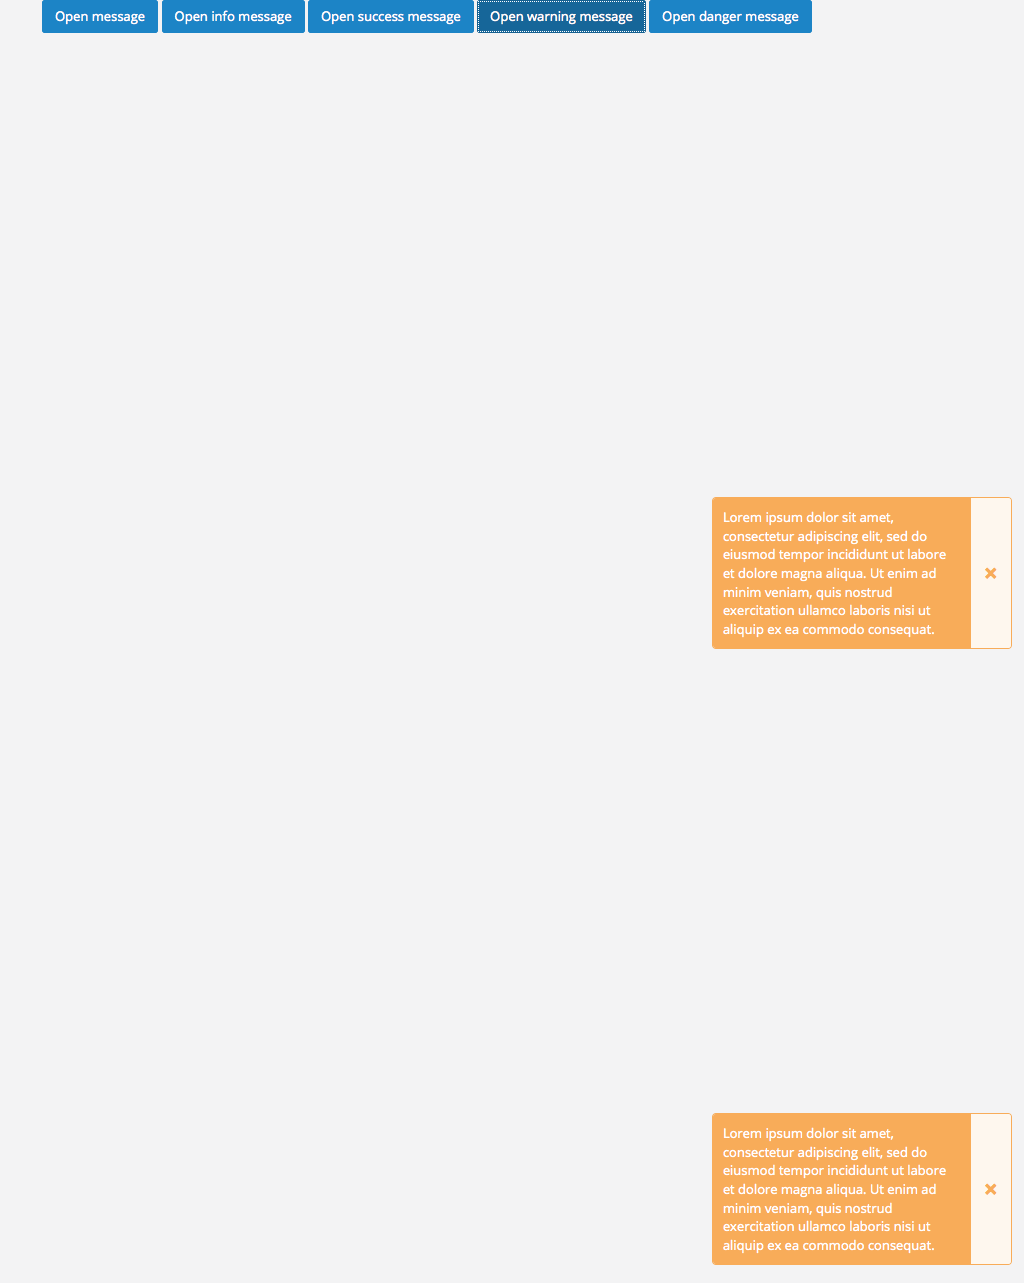 Open message Open info message Open success message Open warning message Open danger message
Lorem ipsum dolor sit amet,
consectetur adipiscing elit, sed do
eiusmod tempor incididunt ut labore
et dolore magna aliqua. Ut enim ad
minim veniam, quis nostrud
exercitation ullamco laboris nisi ut
aliquip ex ea commodo consequat.
Lorem ipsum dolor sit amet,
consectetur adipiscing elit, sed do
eiusmod tempor incididunt ut labore
et dolore magna aliqua. Ut enim ad
minim veniam, quis nostrud
exercitation ullamco laboris nisi ut
aliquip ex ea commodo consequat.